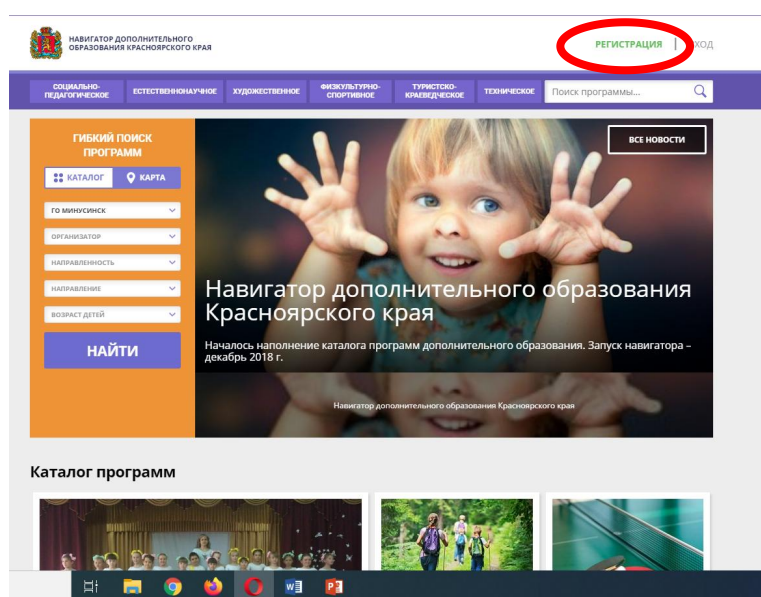 НАВИГАТОР ДОПОЛНИТЕЛЬНОГО
ОБРАЗОВАНИЯ КРАСНОЯРСКОГО КРАЯ
РЕГИСТРАЦИЯ
СОЦИАЛЬНО-
ПЕДАГОГИЧЕСКОЕ
ЕСТЕСТВЕННОНАУЧНОЕ
ХУДОЖЕСТВЕННОЕ
ФИЗКУЛЬТУРНО-
СПОРТИВНОЕ
ТУРИСТСКО-
КРАЕВЕДЧЕСКОЕ
ТЕХНИЧЕСКОЕ
Поиск программы...
ГИБКИЙ ПОИСК
ПРОГРАММ
КАТАЛОГ
КАРТА
ГО МИНУСИНСК
ОРГАНИЗАТОР
НАПРАВЛЕННОСТЬ
НАПРАВЛЕНИЕ
ВОЗРАСТ ДЕТЕЙ
НАЙТИ
ВСЕ НОВОСТИ
Навигатор дополнительного образования
Красноярского края
Началось наполнение каталога программ дополнительного образования. Запуск навигатора –
декабрь 2018 г.
Навигатор дополнительного образования Красноярского края
Каталог программ